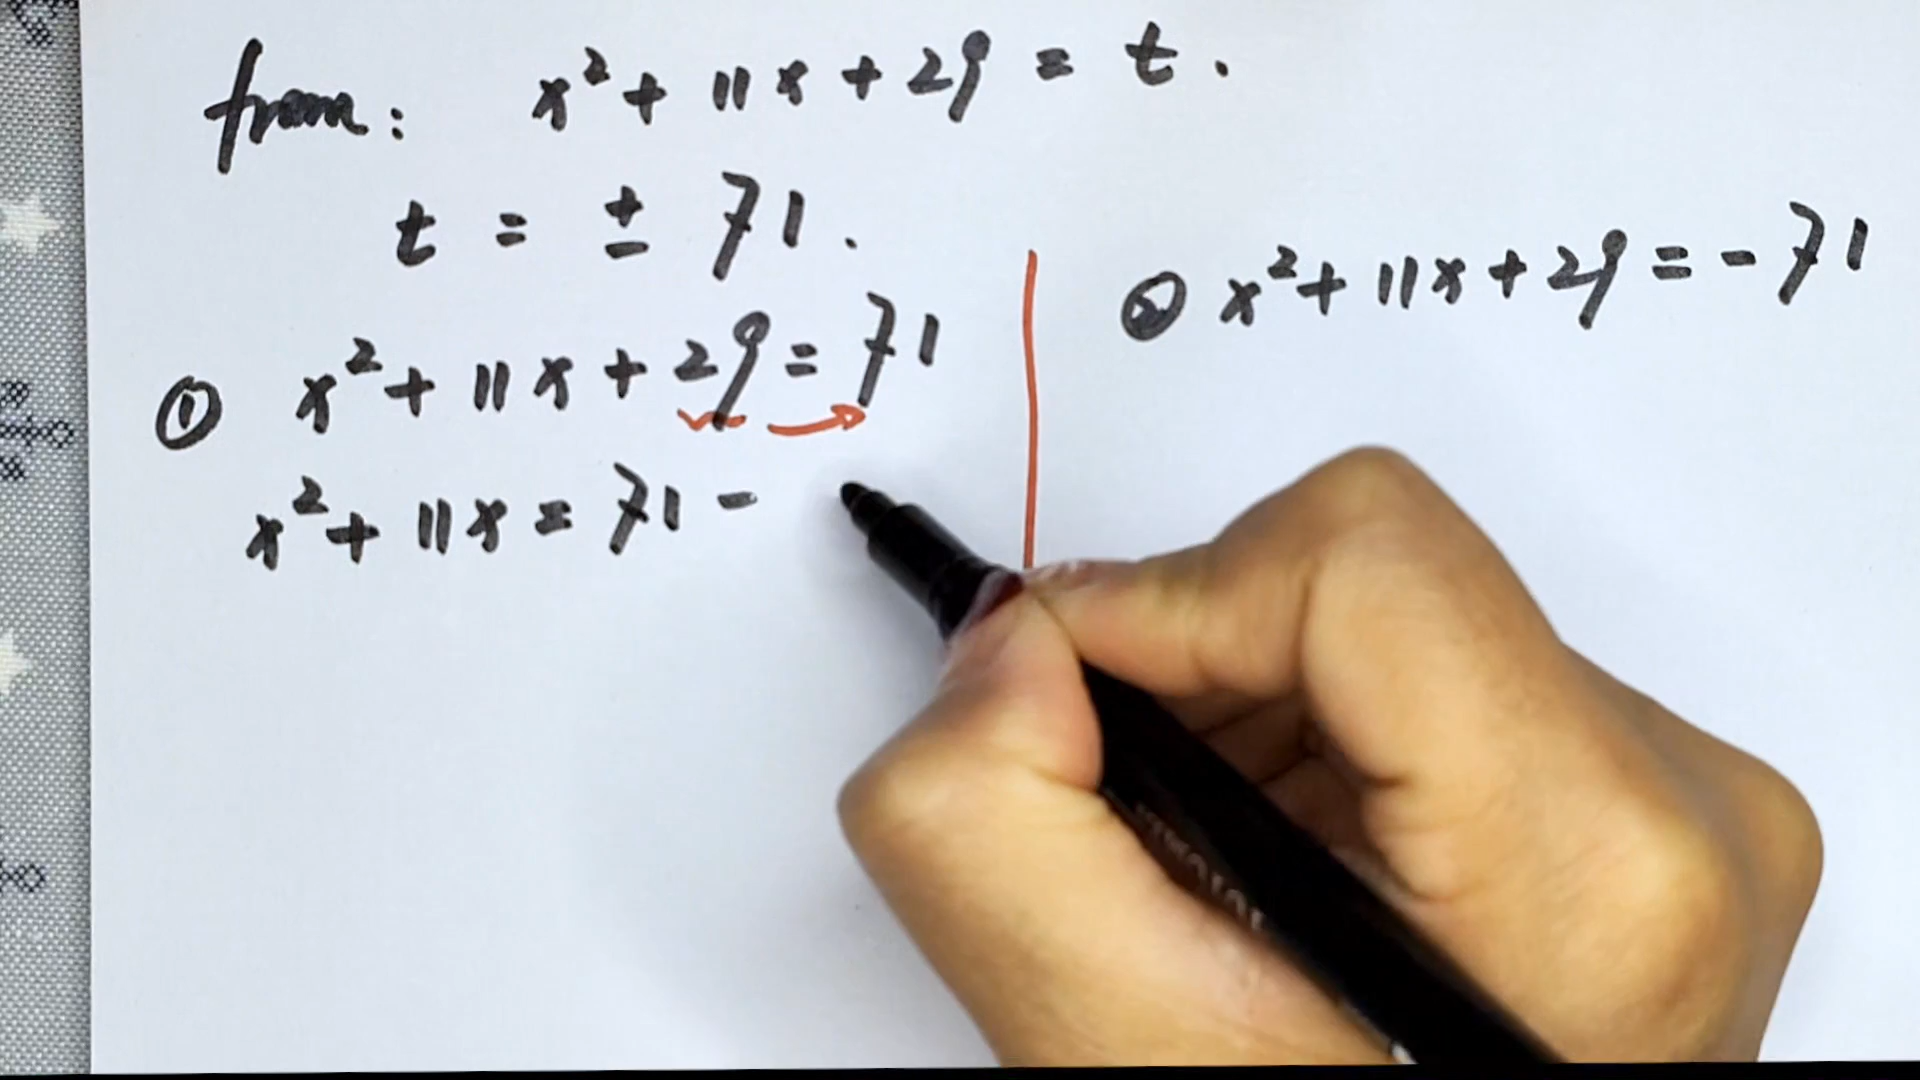 from: x² + 11x + 29 = t.
t = ± 71.
① x² + 11x + 29 = 71
x² + 11x = 71 -
② x² + 11x + 29 = - 71